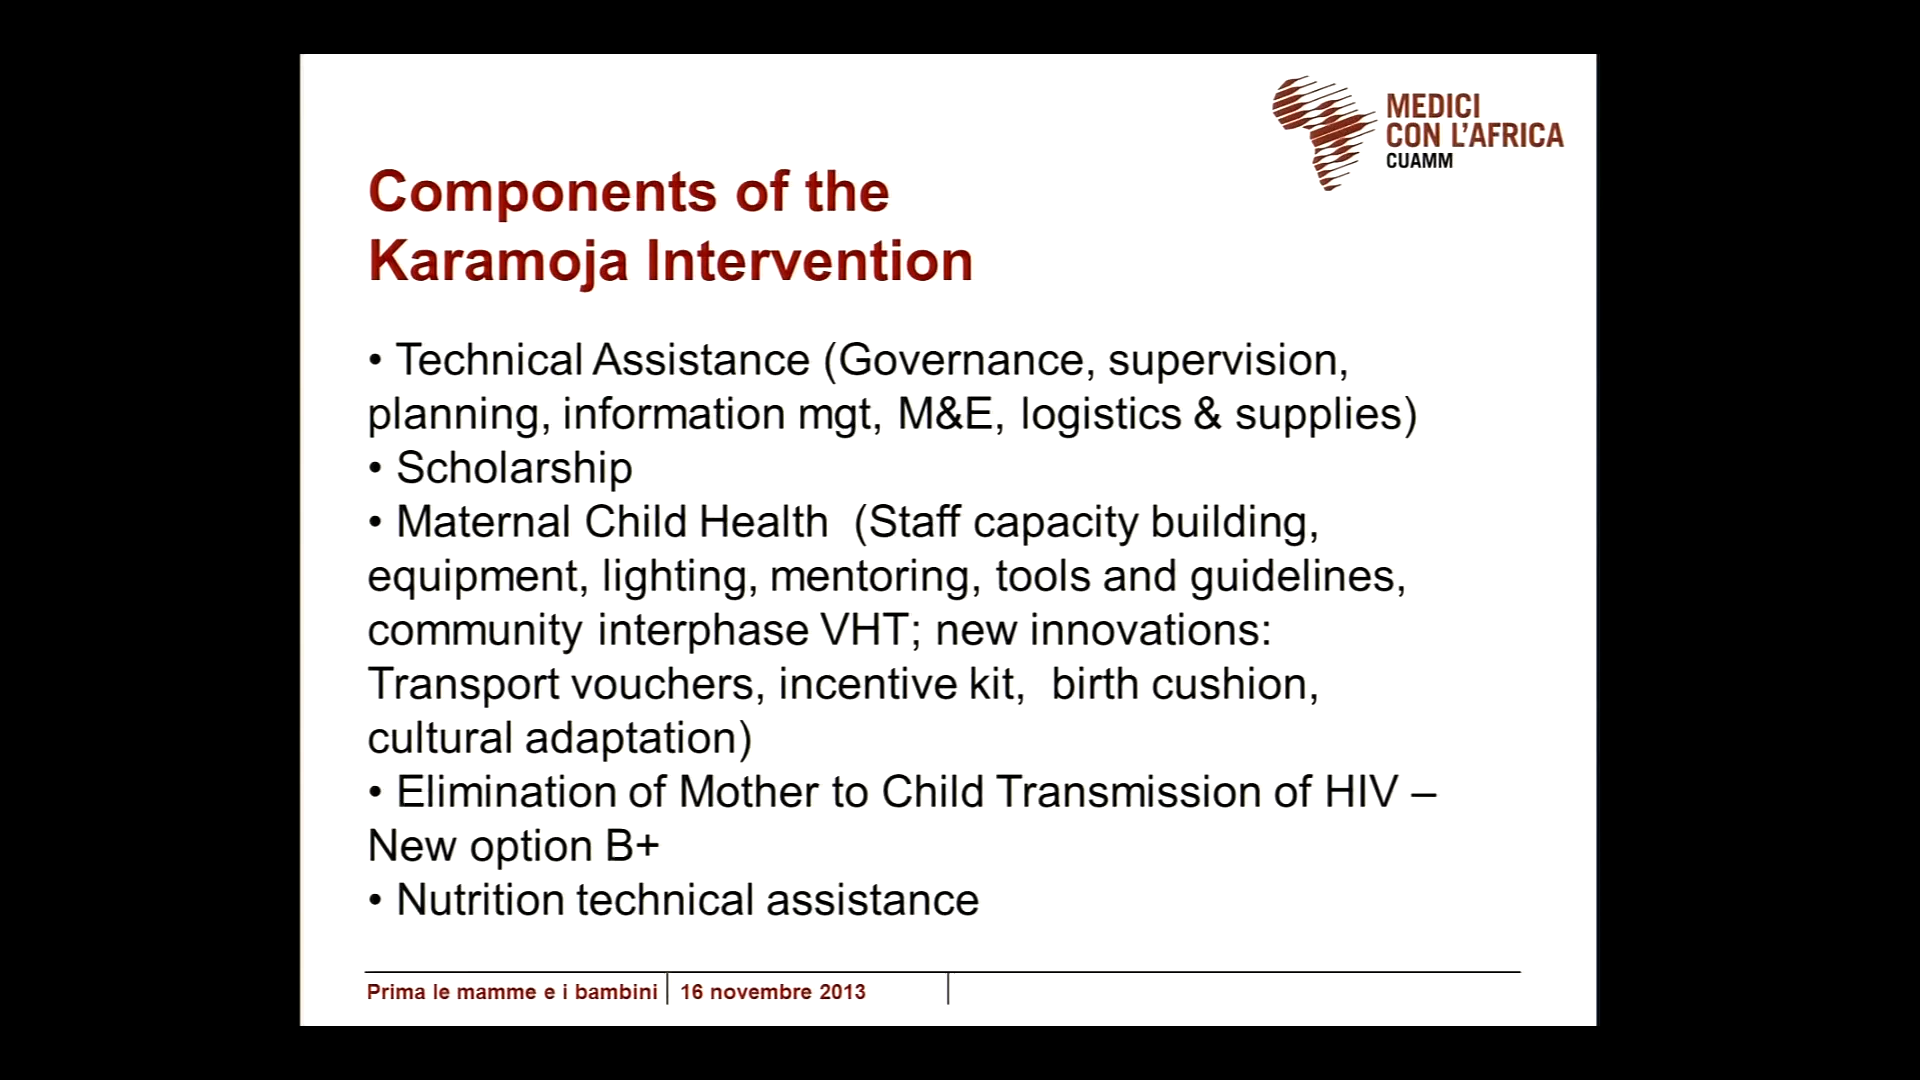 MEDICI
CON L'AFRICA
CUAMM
Components of the
Karamoja Intervention
• Technical Assistance (Governance, supervision,
planning, information mgt, M&E, logistics & supplies)
• Scholarship
• Maternal Child Health (Staff capacity building,
equipment, lighting, mentoring, tools and guidelines,
community interphase VHT; new innovations:
Transport vouchers, incentive kit, birth cushion,
cultural adaptation)
• Elimination of Mother to Child Transmission of HIV –
New option B+
• Nutrition technical assistance
Prima le mamme e i bambini 16 novembre 2013